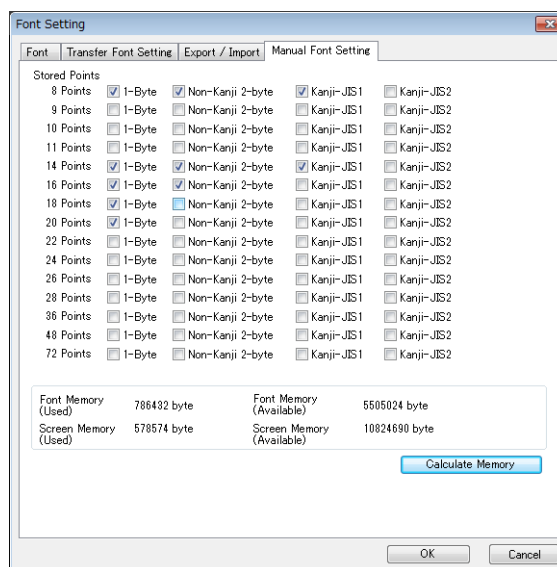 Font Setting
Font Transfer Font Setting Export / Import Manual Font Setting
Stored Points
8 Points 1-Byte Non-Kanji 2-byte Kanji-JIS1 Kanji-JIS2
9 Points 1-Byte Non-Kanji 2-byte Kanji-JIS1 Kanji-JIS2
10 Points 1-Byte Non-Kanji 2-byte Kanji-JIS1 Kanji-JIS2
11 Points 1-Byte Non-Kanji 2-byte Kanji-JIS1 Kanji-JIS2
14 Points 1-Byte Non-Kanji 2-byte Kanji-JIS1 Kanji-JIS2
16 Points 1-Byte Non-Kanji 2-byte Kanji-JIS1 Kanji-JIS2
18 Points 1-Byte Non-Kanji 2-byte Kanji-JIS1 Kanji-JIS2
20 Points 1-Byte Non-Kanji 2-byte Kanji-JIS1 Kanji-JIS2
22 Points 1-Byte Non-Kanji 2-byte Kanji-JIS1 Kanji-JIS2
24 Points 1-Byte Non-Kanji 2-byte Kanji-JIS1 Kanji-JIS2
26 Points 1-Byte Non-Kanji 2-byte Kanji-JIS1 Kanji-JIS2
28 Points 1-Byte Non-Kanji 2-byte Kanji-JIS1 Kanji-JIS2
36 Points 1-Byte Non-Kanji 2-byte Kanji-JIS1 Kanji-JIS2
48 Points 1-Byte Non-Kanji 2-byte Kanji-JIS1 Kanji-JIS2
72 Points 1-Byte Non-Kanji 2-byte Kanji-JIS1 Kanji-JIS2
Font Memory
(Used) 786432 byte Font Memory
(Available) 5505024 byte
Screen Memory
(Used) 578574 byte Screen Memory
(Available) 10824690 byte
Calculate Memory
OK Cancel